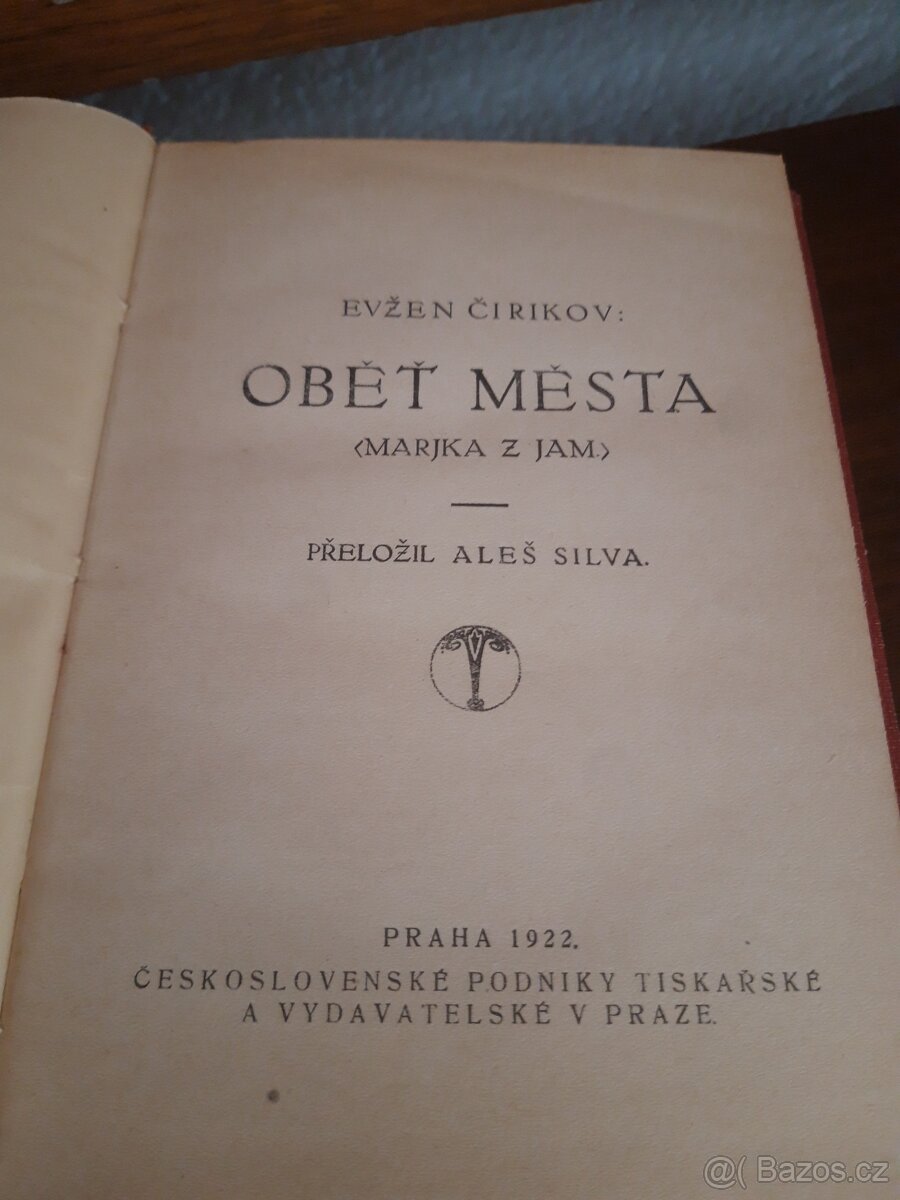 EVŽEN ČIRIKOV:
OBĚŤ MĚSTA
<MARJKA Z JAM.>
PŘELOŽIL ALEŠ SILVA.
PRAHA 1922.
ČESKOSLOVENSKÉ PODNIKY TISKAŘSKÉ
A VYDAVATELSKÉ V PRAZE.
@( Bazos.cz